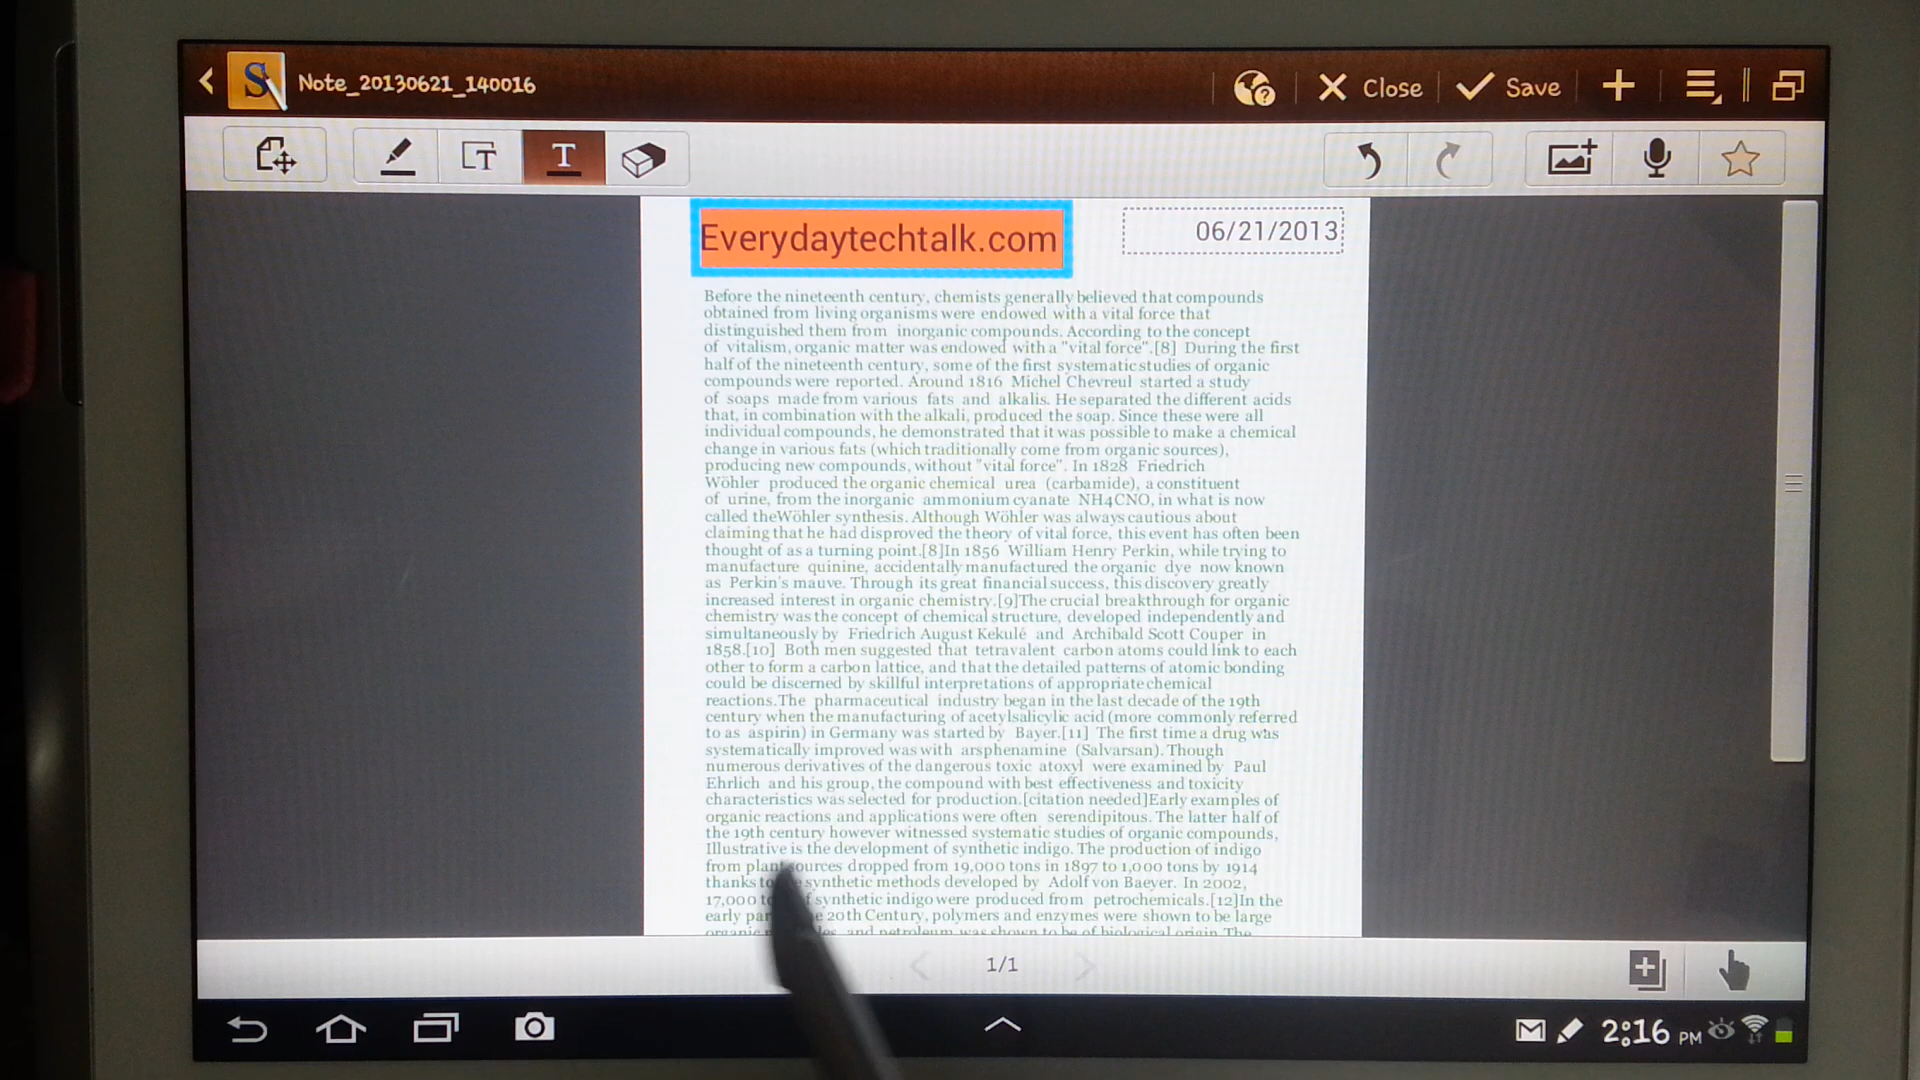 Note_20130621_140016
Close
Save
T
T
Everydaytechtalk.com
06/21/2013
Before the nineteenth century, chemists generally believed that compounds
obtained from living organisms were endowed with a vital force that
distinguished them from inorganic compounds. According to the concept
of vitalism, organic matter was endowed with a "vital force".[8] During the first
half of the nineteenth century, some of the first systematic studies of organic
compounds were reported. Around 1816 Michel Chevreul started a study
of soaps made from various fats and alkalis. He separated the different acids
that, in combination with the alkali, produced the soap. Since these were all
individual compounds, he demonstrated that it was possible to make a chemical
change in various fats (which traditionally come from organic sources),
producing new compounds, without "vital force". In 1828 Friedrich
Wöhler produced the organic chemical urea (carbamide), a constituent
of urine, from the inorganic ammonium cyanate NH4CNO, in what is now
called theWöhler synthesis. Although Wöhler was always cautious about
claiming that he had disproved the theory of vital force, this event has often been
thought of as a turning point.[8]In 1856 William Henry Perkin, while trying to
manufacture quinine, accidentally manufactured the organic dye now known
as Perkin's mauve. Through its great financial success, this discovery greatly
increased interest in organic chemistry.[9]The crucial breakthrough for organic
chemistry was the concept of chemical structure, developed independently and
simultaneously by Friedrich August Kekulé and Archibald Scott Couper in
1858.[10] Both men suggested that tetravalent carbon atoms could link to each
other to form a carbon lattice, and that the detailed patterns of atomic bonding
could be discerned by skillful interpretations of appropriate chemical
reactions.The pharmaceutical industry began in the last decade of the 19th
century when the manufacturing of acetylsalicylic acid (more commonly referred
to as aspirin) in Germany was started by Bayer.[11] The first time a drug was
systematically improved was with arsphenamine (Salvarsan). Though
numerous derivatives of the dangerous toxic atoxyl were examined by Paul
Ehrlich and his group, the compound with best effectiveness and toxicity
characteristics was selected for production.[citation needed]Early examples of
organic reactions and applications were often serendipitous. The latter half of
the 19th century however witnessed systematic studies of organic compounds,
Illustrative is the development of synthetic indigo. The production of indigo
from plant sources dropped from 19,000 tons in 1897 to 1,000 tons by 1914
thanks to synthetic methods developed by Adolf von Baeyer. In 2002,
17,000 synthetic indigo were produced from petrochemicals.[12]In the
early 20th Century, polymers and enzymes were shown to be large
organic and petroleum was shown to be of biological origin.The
1/1
2:16 PM